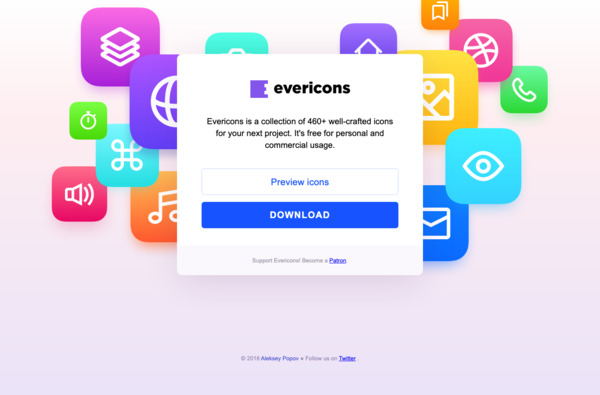 evericons
Evericons is a collection of 460+ well-crafted icons
for your next project. It's free for personal and
commercial usage.
Preview icons
DOWNLOAD
Support Evericons! Become a Patron.
© 2016 Aleksey Popov • Follow us on Twitter .